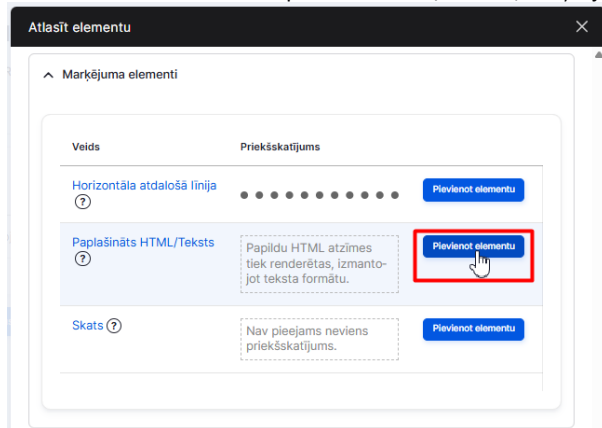 Atlasīt elementu
Marķējuma elementi
Veids Priekšskatījums
Horizontāla atdalošā līnija
?
Pievienot elementu
Paplašināts HTML/Teksts
?
Papildu HTML atzīmes
tiek renderētas, izmanto-
jot teksta formātu.
Pievienot elementu
Skats ?
Nav pieejams neviens
priekšskatījums.
Pievienot elementu